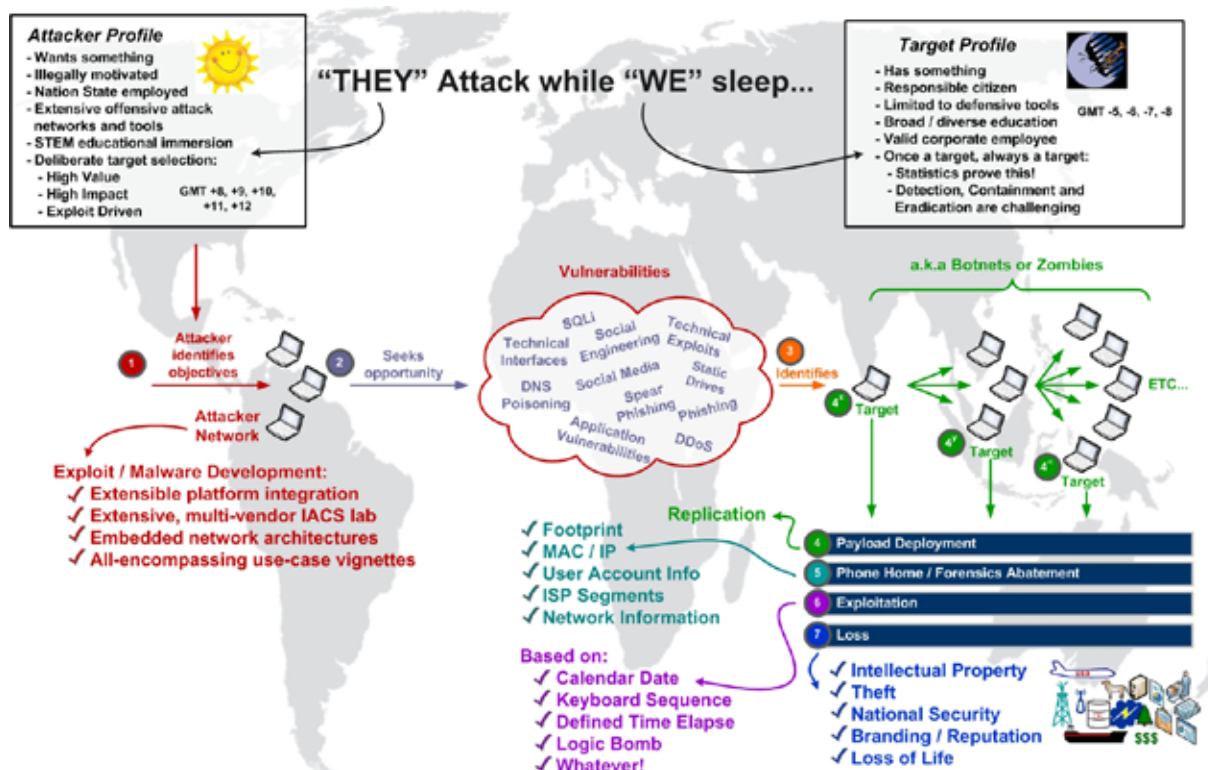 "THEY" Attack while "WE" sleep...
Attacker Profile
- Wants something
- Illegally motivated
- Nation State employed
- Extensive offensive attack
networks and tools
- STEM educational immersion
- Deliberate target selection:
- High Value
- High Impact
- Exploit Driven
GMT +8, +9, +10,
+11, +12
Target Profile
- Has something
- Responsible citizen
- Limited to defensive tools
- Broad / diverse education
- Valid corporate employee
- Once a target, always a target:
- Statistics prove this!
- Detection, Containment and
Eradication are challenging
GMT -5, -6, -7, -8
1
Attacker
identifies
objectives
Attacker
Network
Exploit / Malware Development:
✓ Extensible platform integration
✓ Extensive, multi-vendor IACS lab
✓ Embedded network architectures
✓ All-encompassing use-case vignettes
2
Seeks
opportunity
Vulnerabilities
SQLi
Technical
Interfaces
Social
Engineering
Technical
Exploits
DNS
Poisoning
Social Media
Static
Drives
Spear
Phishing
Phishing
Application
Vulnerabilities
DDoS
3
Identifies
a.k.a Botnets or Zombies
4
Target
4
Target
4
Target
ETC...
Replication
4 Payload Deployment
5 Phone Home / Forensics Abatement
6 Exploitation
7 Loss
✓ Footprint
✓ MAC / IP
✓ User Account Info
✓ ISP Segments
✓ Network Information
Based on:
✓ Calendar Date
✓ Keyboard Sequence
✓ Defined Time Elapse
✓ Logic Bomb
✓ Whatever!
✓ Intellectual Property
✓ Theft
✓ National Security
✓ Branding / Reputation
✓ Loss of Life
$$$